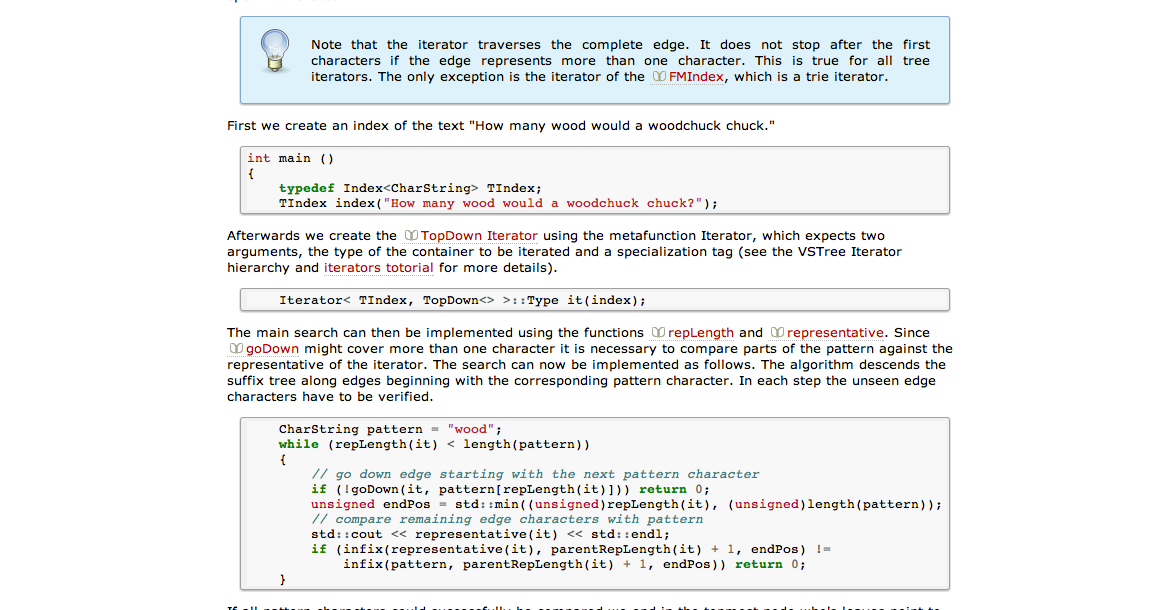 Note that the iterator traverses the complete edge. It does not stop after the first
characters if the edge represents more than one character. This is true for all tree
iterators. The only exception is the iterator of the FMIndex, which is a trie iterator.
First we create an index of the text "How many wood would a woodchuck chuck."
int main ()
{
    typedef Index<CharString> TIndex;
    TIndex index("How many wood would a woodchuck chuck?");
Afterwards we create the TopDown Iterator using the metafunction Iterator, which expects two
arguments, the type of the container to be iterated and a specialization tag (see the VSTree Iterator
hierarchy and iterators totorial for more details).
    Iterator< TIndex, TopDown<> >::Type it(index);
The main search can then be implemented using the functions repLength and representative. Since
goDown might cover more than one character it is necessary to compare parts of the pattern against the
representative of the iterator. The search can now be implemented as follows. The algorithm descends the
suffix tree along edges beginning with the corresponding pattern character. In each step the unseen edge
characters have to be verified.
    CharString pattern = "wood";
    while (repLength(it) < length(pattern))
    {
        // go down edge starting with the next pattern character
        if (!goDown(it, pattern[repLength(it)])) return 0;
        unsigned endPos = std::min((unsigned)repLength(it), (unsigned)length(pattern));
        // compare remaining edge characters with pattern
        std::cout << representative(it) << std::endl;
        if (infix(representative(it), parentRepLength(it) + 1, endPos) !=
            infix(pattern, parentRepLength(it) + 1, endPos)) return 0;
    }